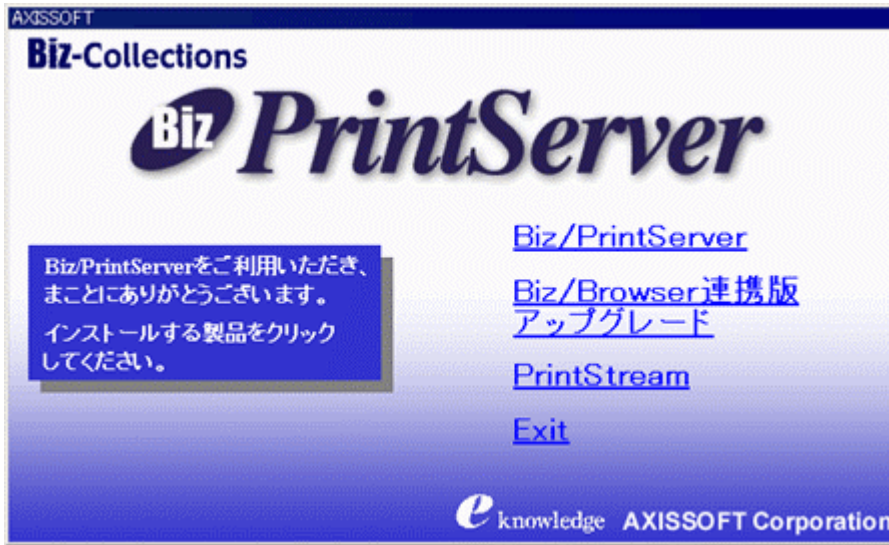 AXISSOFT
Biz-Collections
Biz PrintServer
Biz/PrintServerをご利用いただき、
まことにありがとうございます。
インストールする製品をクリック
してください。
Biz/PrintServer
Biz/Browser連携版
アップグレード
PrintStream
Exit
e knowledge AXISSOFT Corporation